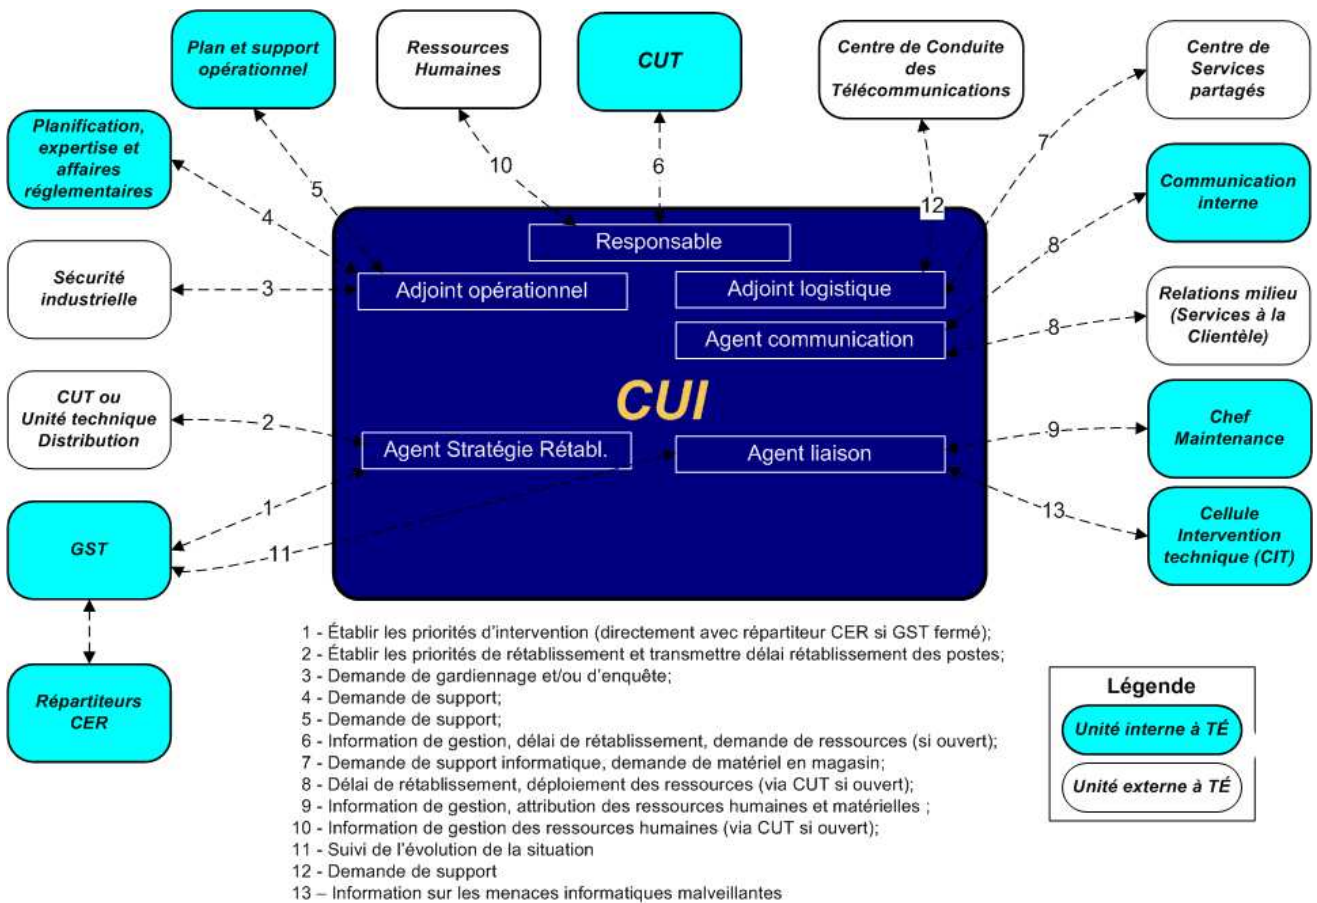 Plan et support
opérationnel
Ressources
Humaines
CUT
Centre de Conduite
des
Télécommunications
Centre de
Services
partagés
Planification,
expertise et
affaires
réglementaires
Communication
interne
5
10
6
7
4
12
8
Responsable
Sécurité
industrielle
3
Adjoint opérationnel
Adjoint logistique
Agent communication
8
Relations milieu
(Services à la
Clientèle)
CUI
CUT ou
Unité technique
Distribution
2
Agent Stratégie Rétabl.
Agent liaison
9
Chef
Maintenance
1
11
13
GST
Cellule
Intervention
technique (CIT)
Répartiteurs
CER
1 - Établir les priorités d'intervention (directement avec répartiteur CER si GST fermé);
2 - Établir les priorités de rétablissement et transmettre délai rétablissement des postes;
3 - Demande de gardiennage et/ou d'enquête;
4 - Demande de support;
5 - Demande de support;
6 - Information de gestion, délai de rétablissement, demande de ressources (si ouvert);
7 - Demande de support informatique, demande de matériel en magasin;
8 - Délai de rétablissement, déploiement des ressources (via CUT si ouvert);
9 - Information de gestion, attribution des ressources humaines et matérielles ;
10 - Information de gestion des ressources humaines (via CUT si ouvert);
11 - Suivi de l'évolution de la situation
12 - Demande de support
13 – Information sur les menaces informatiques malveillantes
Légende
Unité interne à TÉ
Unité externe à TÉ